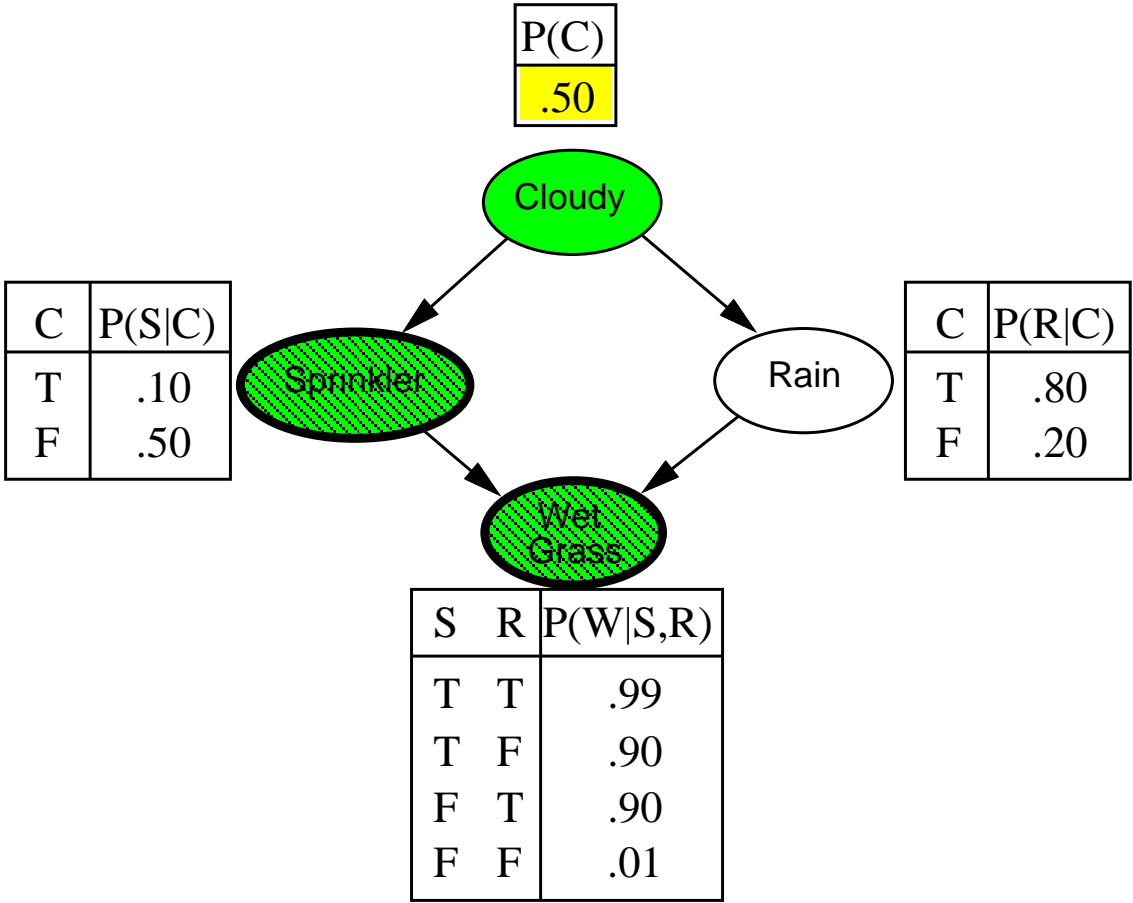 P(C)
.50
Cloudy
C P(S|C)
T .10
F .50
Sprinkler
Rain
C P(R|C)
T .80
F .20
Wet
Grass
S R P(W|S,R)
T T .99
T F .90
F T .90
F F .01